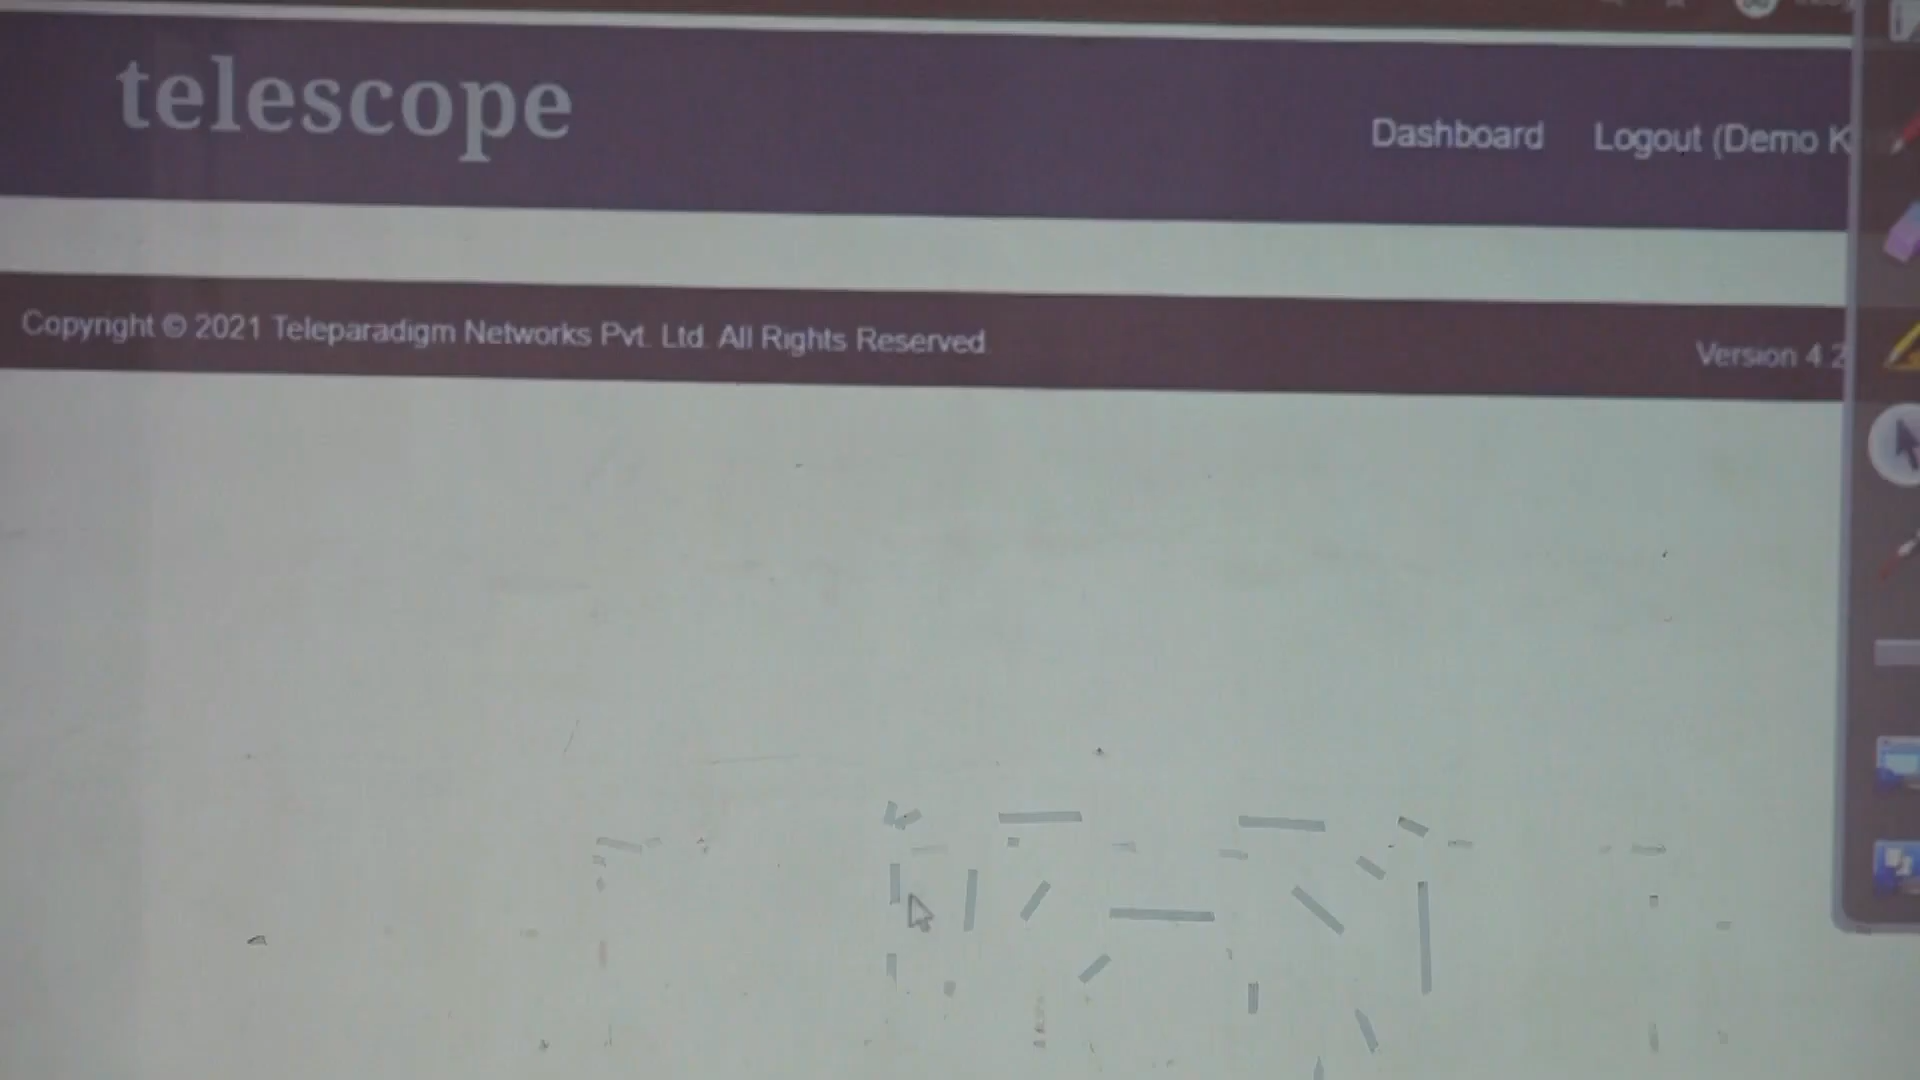 telescope
Dashboard Logout (Demo K
Copyright © 2021 Teleparadigm Networks Pvt. Ltd. All Rights Reserved
Version 4.2